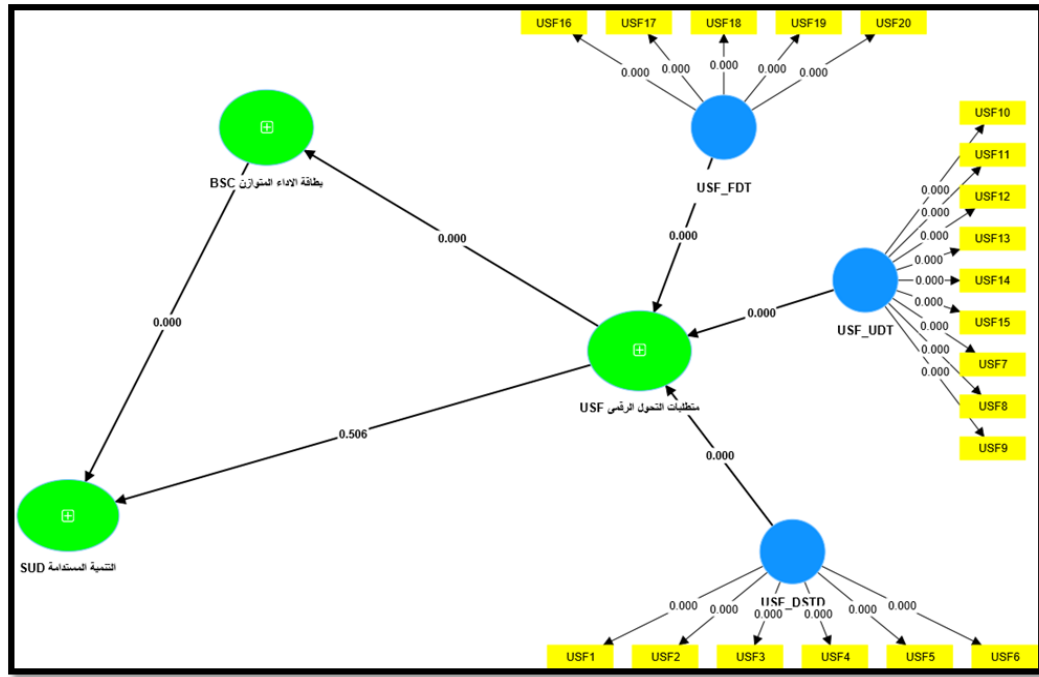 USF16 USF17 USF18 USF19 USF20
0.000 0.000 0.000 0.000 0.000
USF_FDT
0.000
بطاقة الاداء المتوازن BSC
0.000
0.000
USF10
USF11
USF12
USF13
USF14
USF15
USF7
USF8
USF9
0.000
0.000
0.000
0.000
0.000
0.000
0.000
0.000
0.000
USF_UDT
0.000
متطلبات التحول الرقمى USF
0.506
0.000
التنمية المستدامة SUD
USF_DSTD
0.000 0.000 0.000 0.000 0.000 0.000
USF1 USF2 USF3 USF4 USF5 USF6